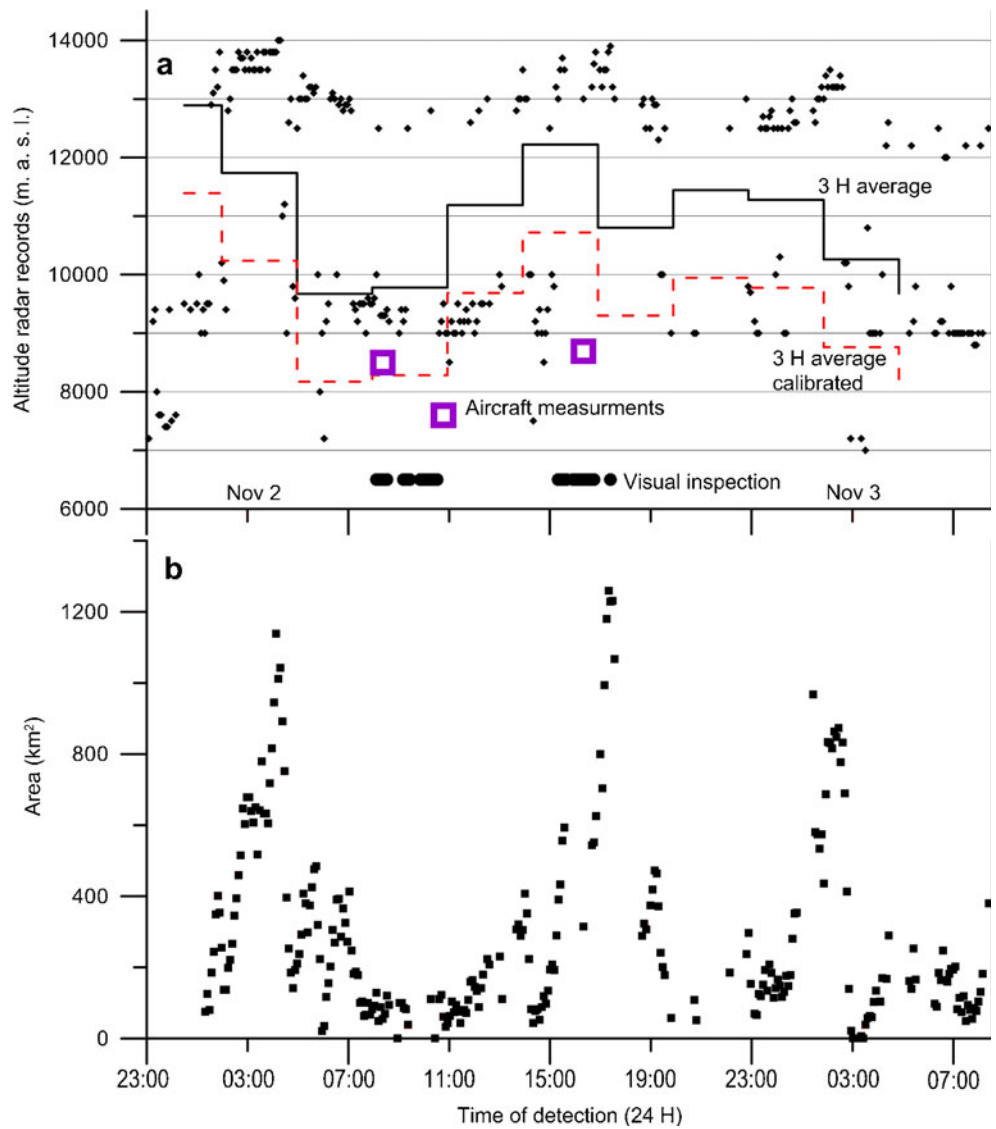 a
14000
13000
12000
10000
8000
6000
Altitude radar records (m. a. s. l.)
3 H average
3 H average
calibrated
Aircraft measurments
Visual inspection
Nov 2
Nov 3
b
1200
800
400
0
Area (km²)
23:00
03:00
07:00
11:00
15:00
19:00
23:00
03:00
07:00
Time of detection (24 H)